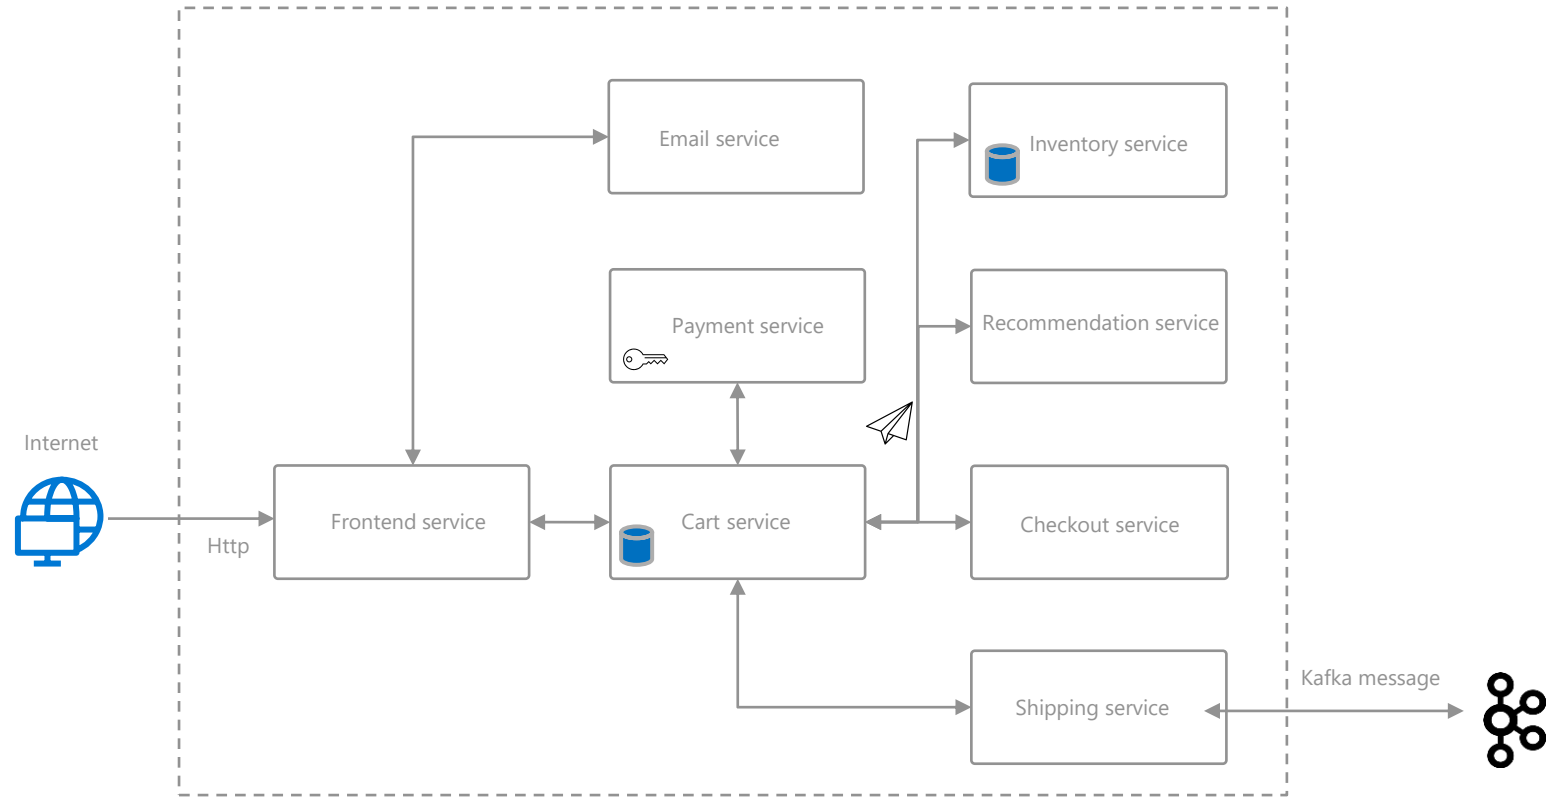 Email service
Inventory service
Payment service
Recommendation service
Internet
Frontend service
Cart service
Checkout service
Http
Kafka message
Shipping service